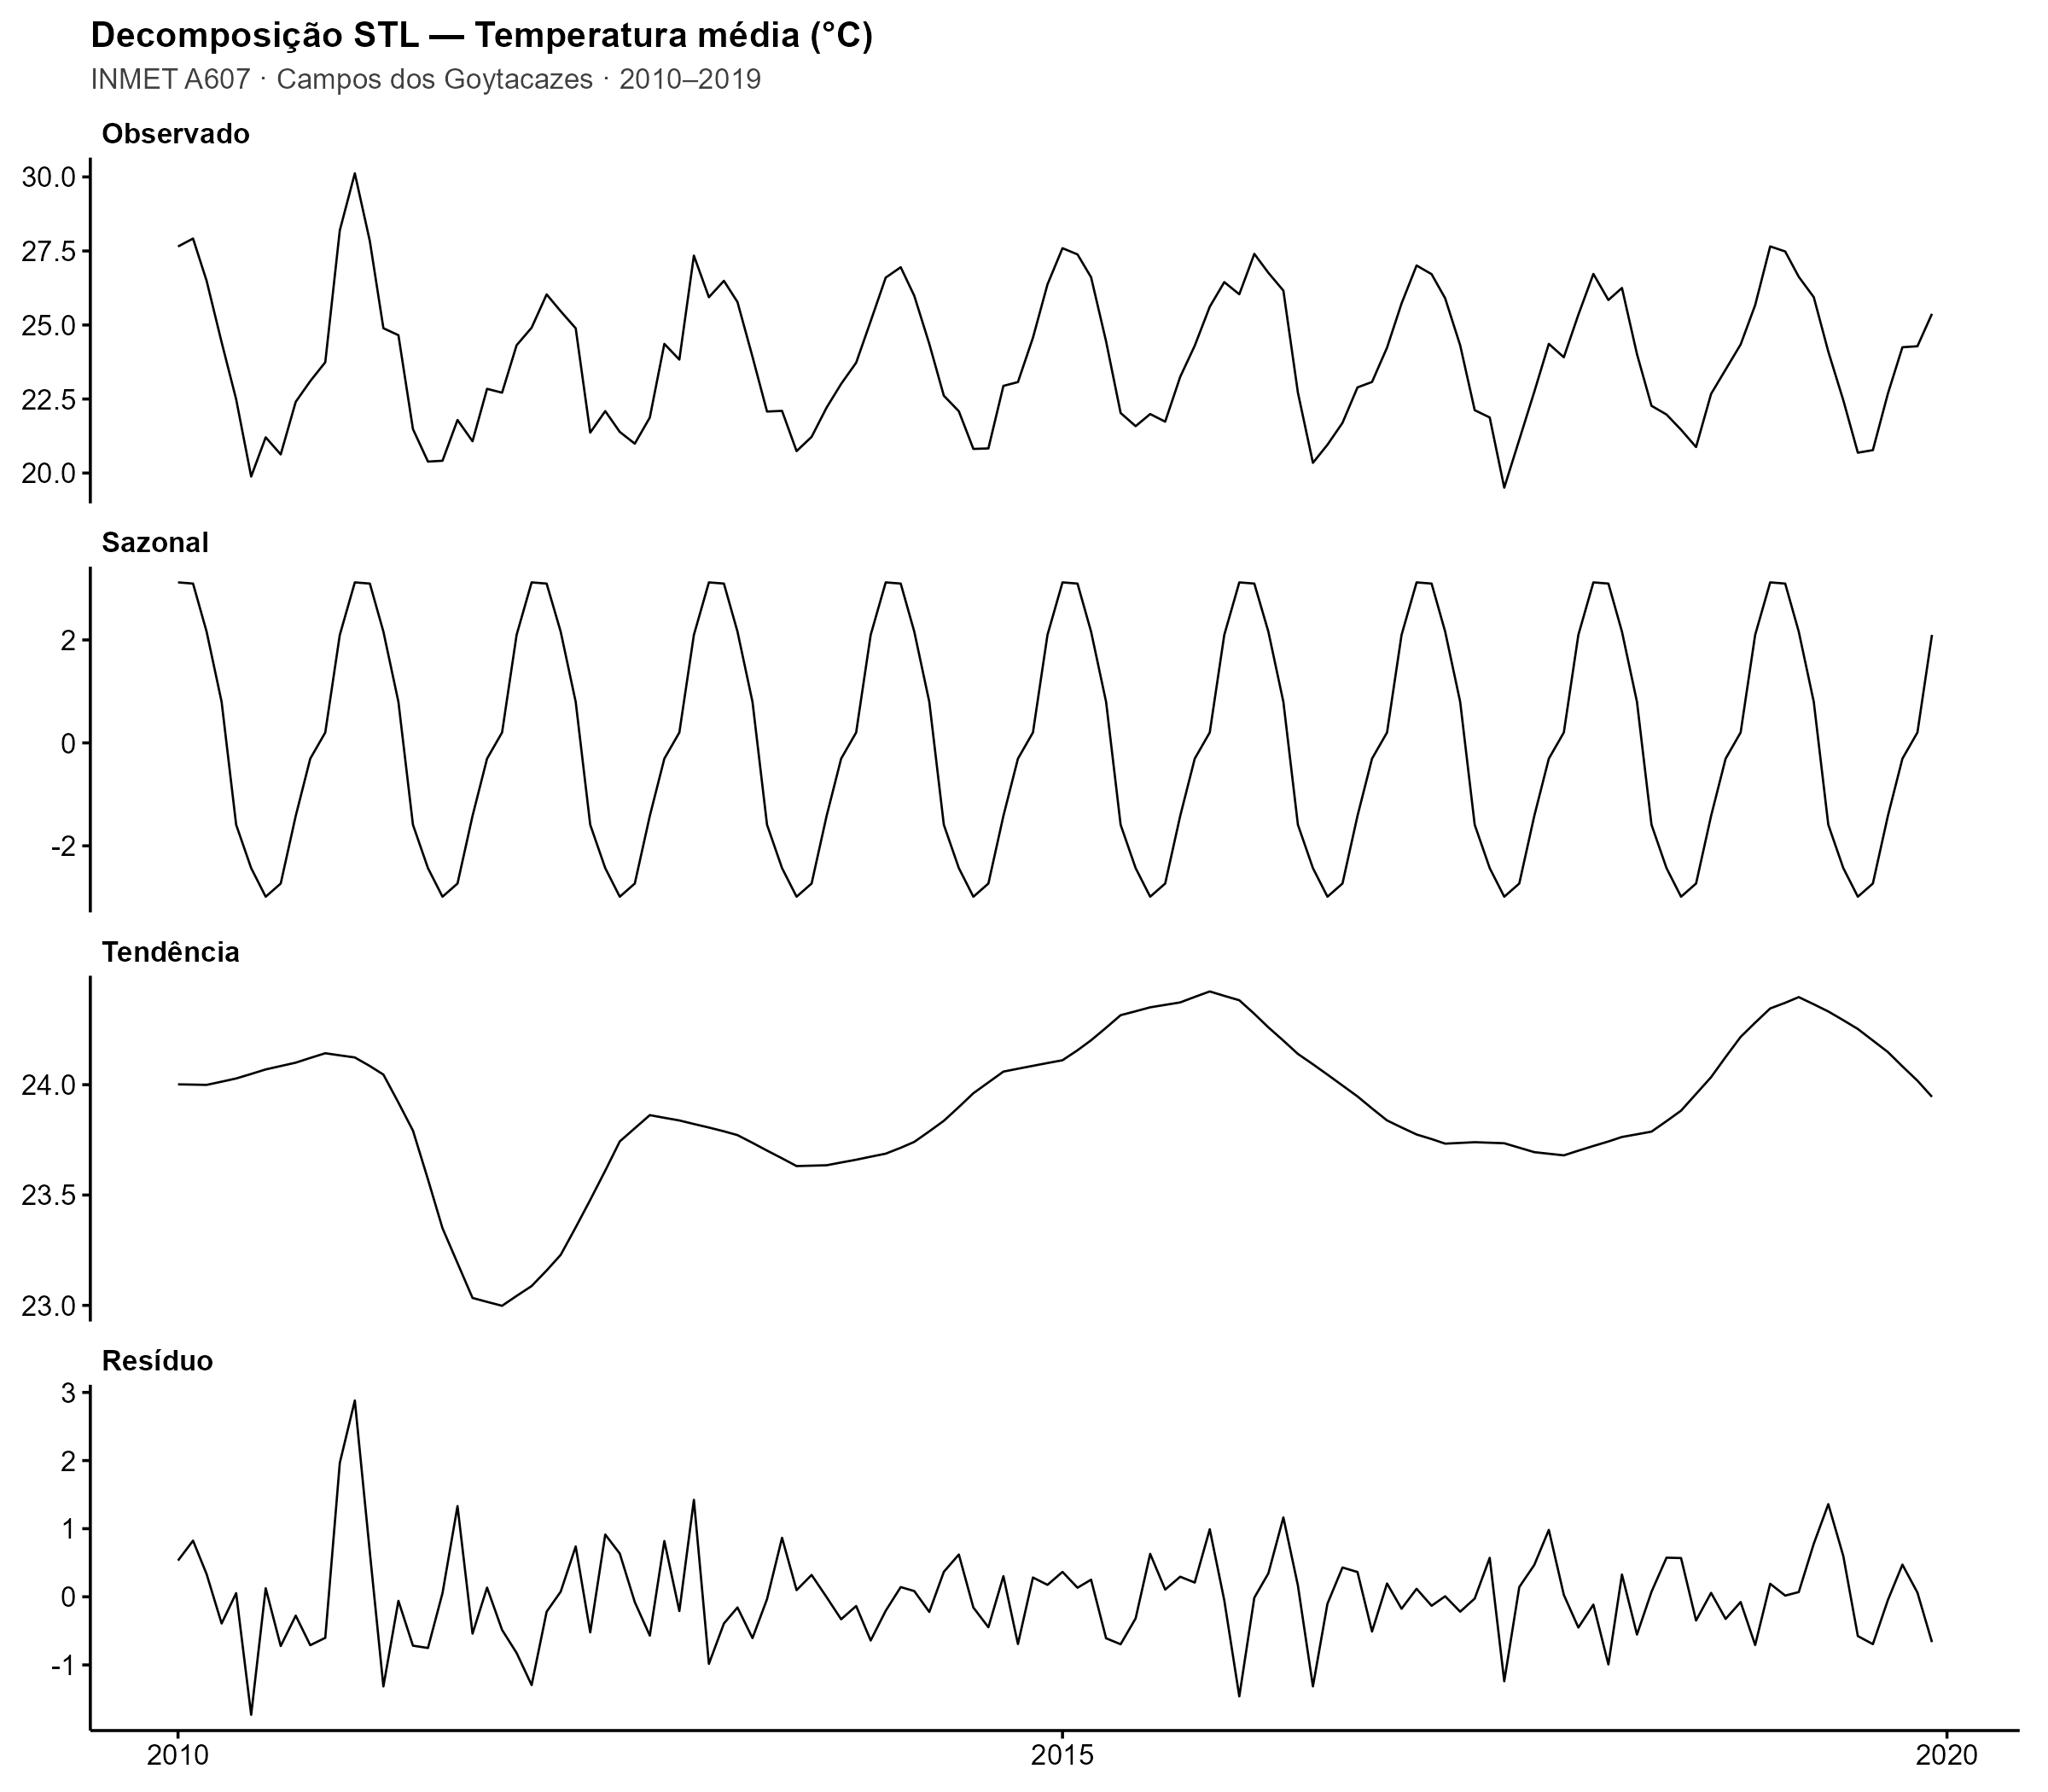 Decomposição STL — Temperatura média (°C)
INMET A607 · Campos dos Goytacazes · 2010–2019
Observado
30.0
27.5
25.0
22.5
20.0
Sazonal
2
0
-2
Tendência
24.0
23.5
23.0
Resíduo
3
2
1
0
-1
2010 2015 2020